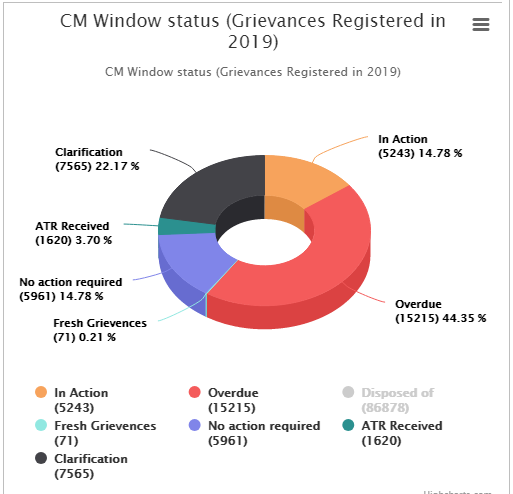 CM Window status (Grievances Registered in
2019)
CM Window status (Grievances Registered in 2019)
In Action
(5243) 14.78 %
Clarification
(7565) 22.17 %
ATR Received
(1620) 3.70 %
No action required
(5961) 14.78 %
Overdue
(15215) 44.35 %
Fresh Grievences
(71) 0.21 %
In Action
(5243)
Overdue
(15215)
Disposed of
(86878)
Fresh Grievences
(71)
No action required
(5961)
ATR Received
(1620)
Clarification
(7565)
Highcharts.com